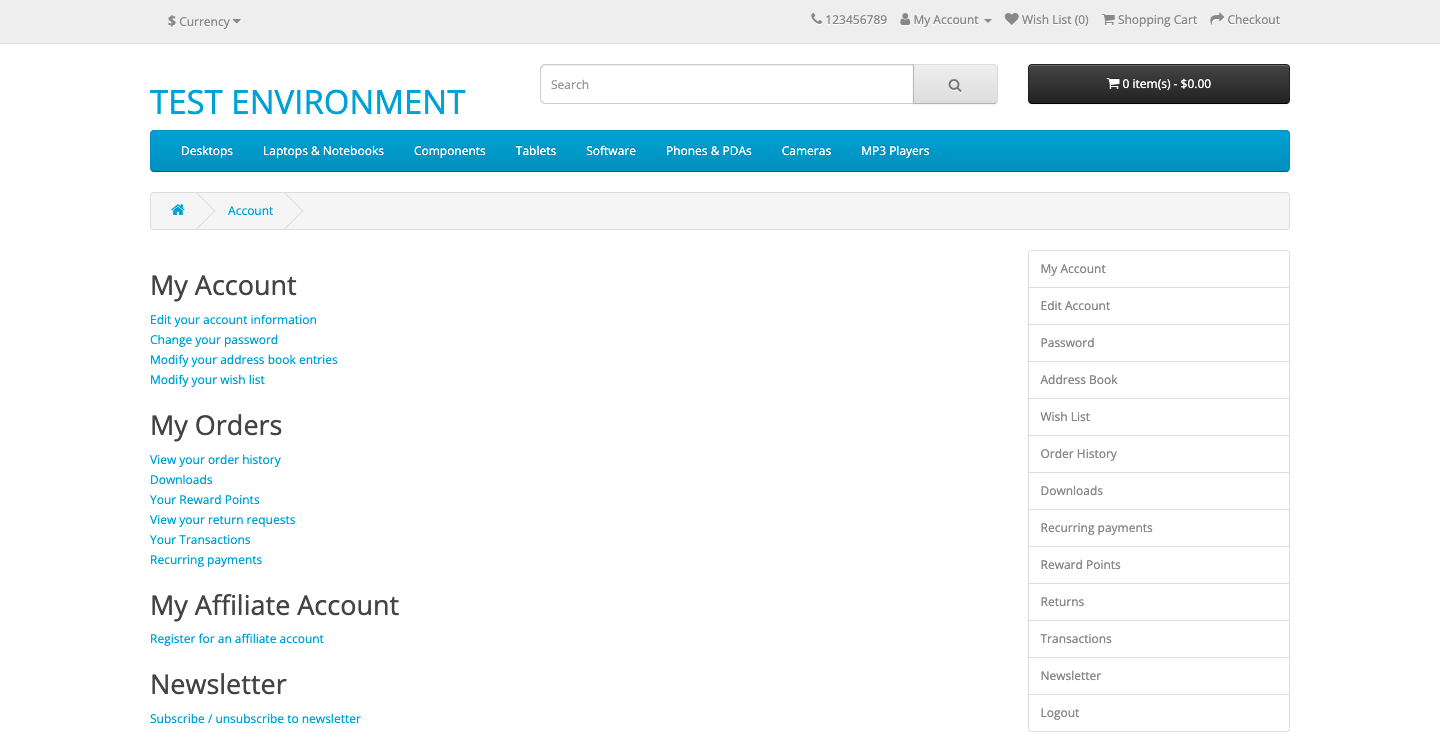 $ Currency
123456789 My Account Wish List (0) Shopping Cart Checkout
TEST ENVIRONMENT
Search
0 item(s) - $0.00
Desktops Laptops & Notebooks Components Tablets Software Phones & PDAs Cameras MP3 Players
Account
My Account
Edit your account information
Change your password
Modify your address book entries
Modify your wish list
My Orders
View your order history
Downloads
Your Reward Points
View your return requests
Your Transactions
Recurring payments
My Affiliate Account
Register for an affiliate account
Newsletter
Subscribe / unsubscribe to newsletter
My Account
Edit Account
Password
Address Book
Wish List
Order History
Downloads
Recurring payments
Reward Points
Returns
Transactions
Newsletter
Logout